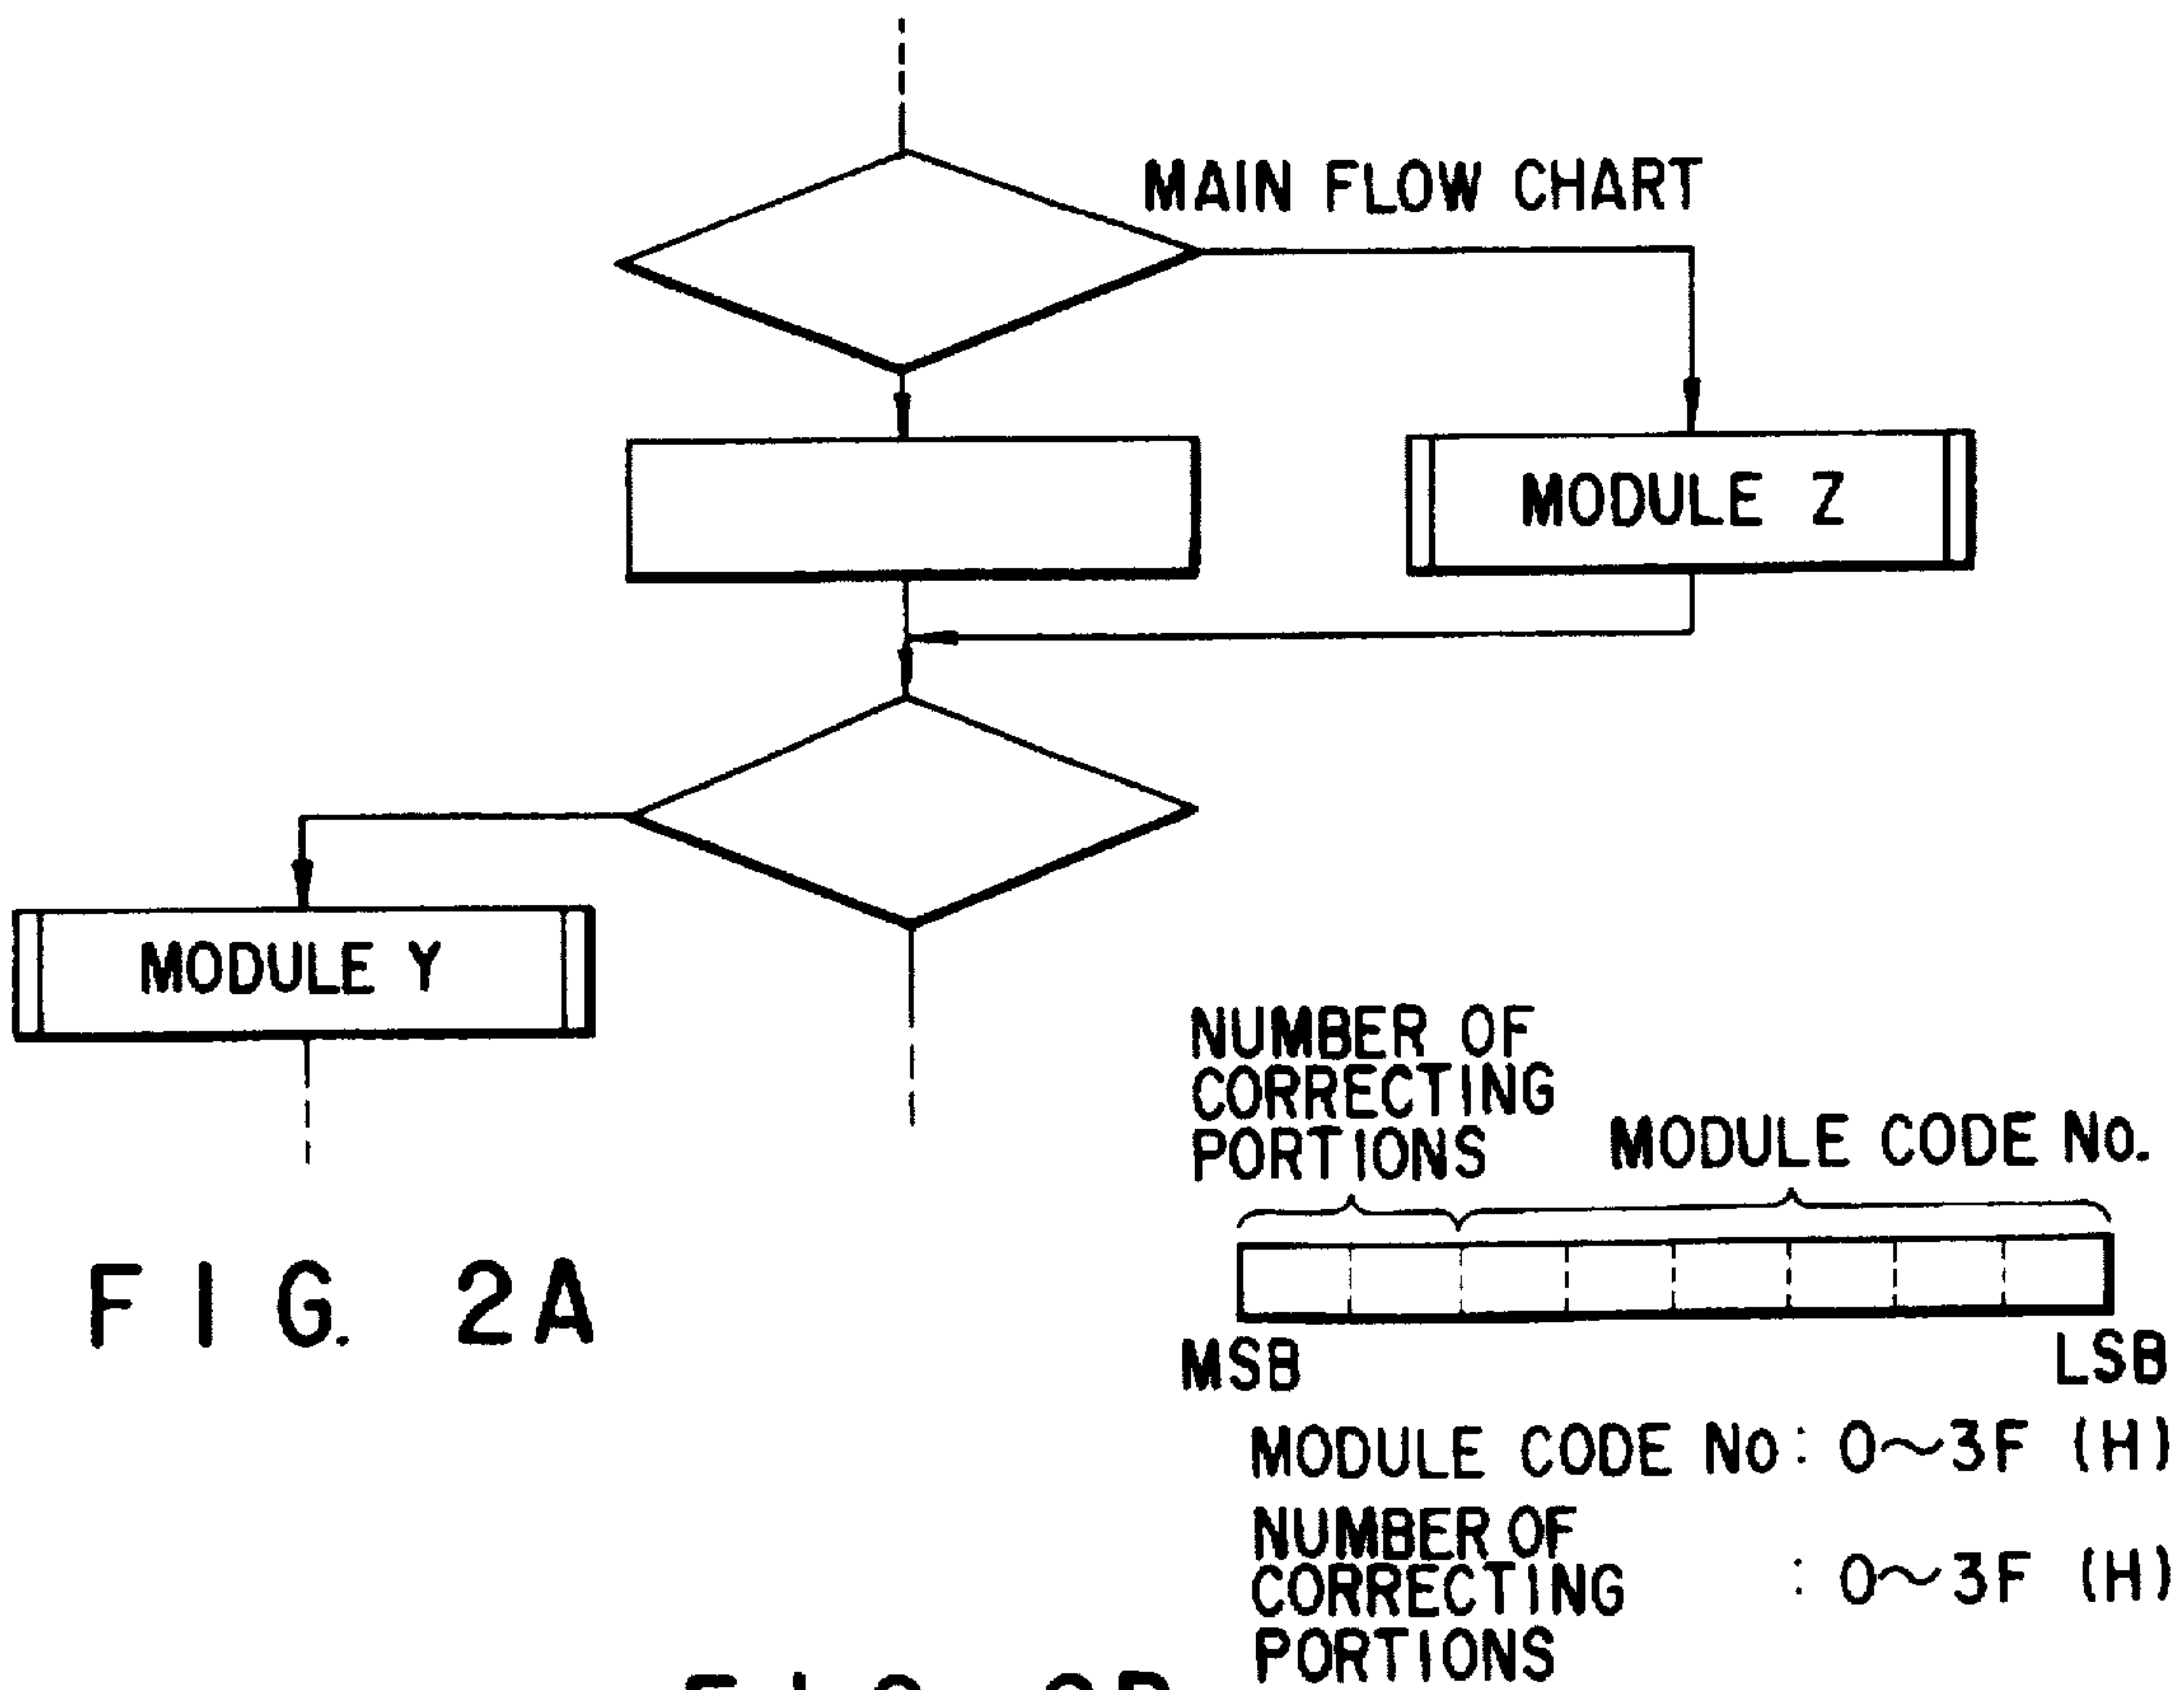 MAIN FLOW CHART
MODULE Z
MODULE Y
NUMBER OF
CORRECTING
PORTIONS
MODULE CODE No.
MSB
LSB
FIG. 2A
MODULE CODE No: 0~3F (H)
NUMBER OF
CORRECTING : 0~3F (H)
PORTIONS